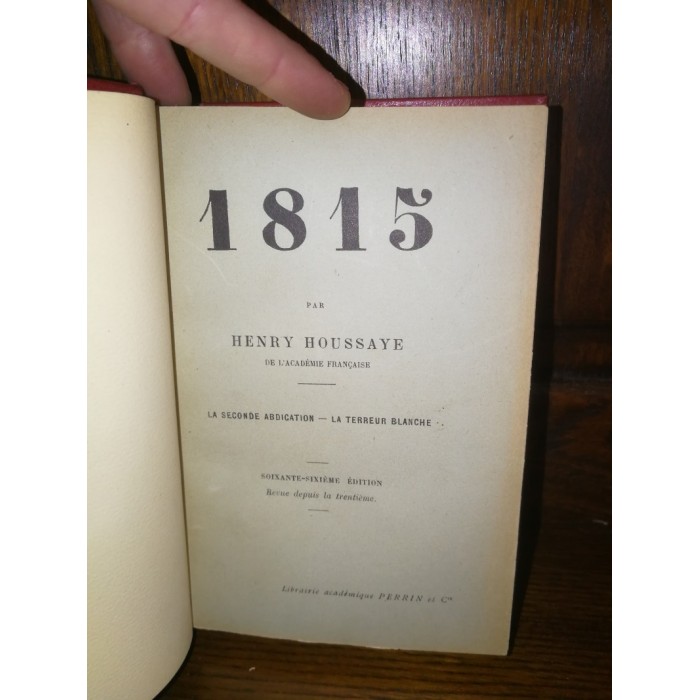 1815
PAR
HENRY HOUSSAYE
DE L'ACADÉMIE FRANÇAISE
LA SECONDE ABDICATION — LA TERREUR BLANCHE
SOIXANTE-SIXIÈME ÉDITION
Revue depuis la trentième.
Librairie académique PERRIN et Cie